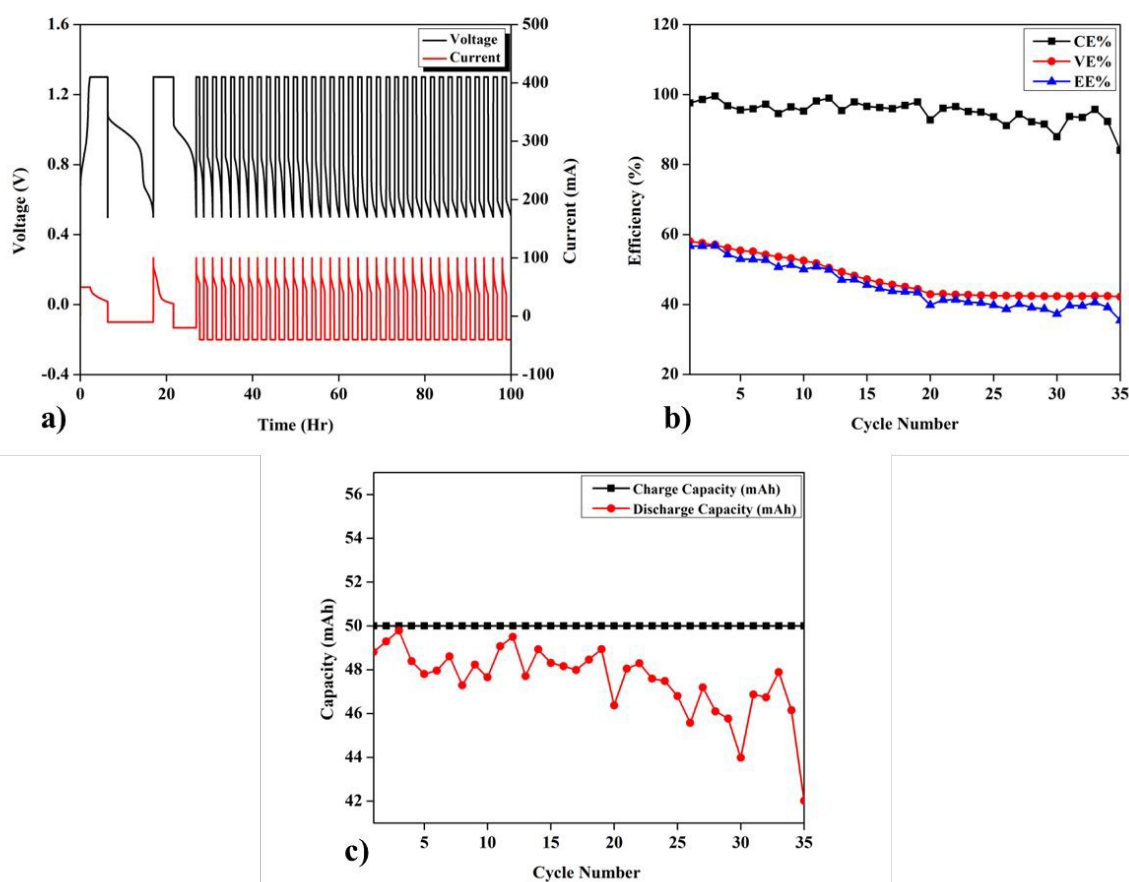 1.6
1.2
0.8
0.4
0.0
-0.4
Voltage (V)
500
400
300
200
100
0
-100
Current (mA)
Voltage
Current
0 20 40 60 80 100
Time (Hr)
a)
120
100
80
60
40
20
Efficiency (%)
CE%
VE%
EE%
5 10 15 20 25 30 35
Cycle Number
b)
56
54
52
50
48
46
44
42
Capacity (mAh)
Charge Capacity (mAh)
Discharge Capacity (mAh)
5 10 15 20 25 30 35
Cycle Number
c)